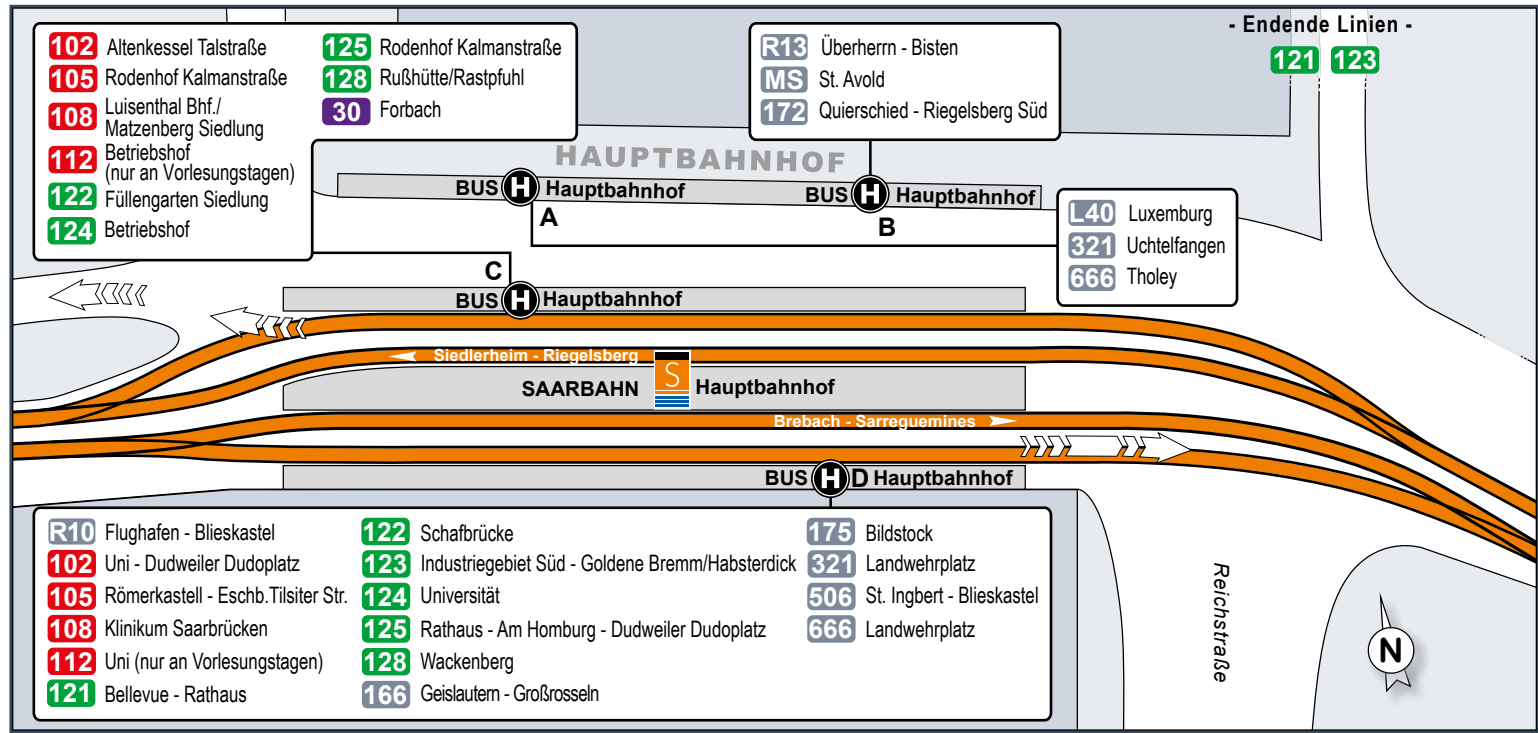 102 Altenkessel Talstraße
105 Rodenhof Kalmanstraße
108 Luisenthal Bhf./
Matzenberg Siedlung
112 Betriebshof
(nur an Vorlesungstagen)
122 Füllengarten Siedlung
124 Betriebshof
125 Rodenhof Kalmanstraße
128 Rußhütte/Rastpfuhl
30 Forbach
R13 Überherrn - Bisten
MS St. Avold
172 Quierschied - Riegelsberg Süd
- Endende Linien -
121 123
HAUPTBAHNHOF
BUS H Hauptbahnhof
A
BUS H Hauptbahnhof
B
L40 Luxemburg
321 Uchtelfangen
666 Tholey
C
BUS H Hauptbahnhof
Siedlerheim - Riegelsberg
SAARBAHN S Hauptbahnhof
Brebach - Sarreguemines
BUS H D Hauptbahnhof
R10 Flughafen - Blieskastel
102 Uni - Dudweiler Dudoplatz
105 Römerkastell - Eschb.Tilsiter Str.
108 Klinikum Saarbrücken
112 Uni (nur an Vorlesungstagen)
121 Bellevue - Rathaus
122 Schafbrücke
123 Industriegebiet Süd - Goldene Bremm/Habsterdick
124 Universität
125 Rathaus - Am Homburg - Dudweiler Dudoplatz
128 Wackenberg
166 Geislautern - Großrosseln
175 Bildstock
321 Landwehrplatz
506 St. Ingbert - Blieskastel
666 Landwehrplatz
Reichstraße
N